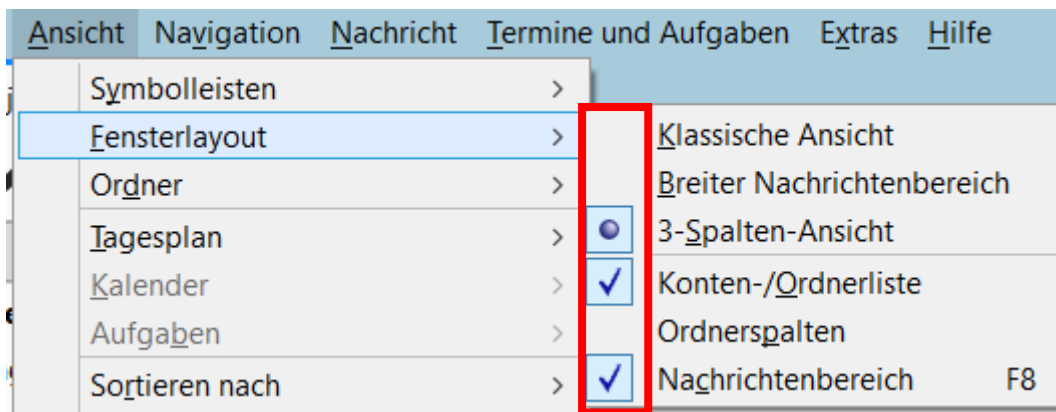 Ansicht Navigation Nachricht Termine und Aufgaben Extras Hilfe
Symbolleisten
Fensterlayout
Ordner
Tagesplan
Kalender
Aufgaben
Sortieren nach
Klassische Ansicht
Breiter Nachrichtenbereich
3-Spalten-Ansicht
Konten-/Ordnerliste
Ordnerspalten
Nachrichtenbereich F8